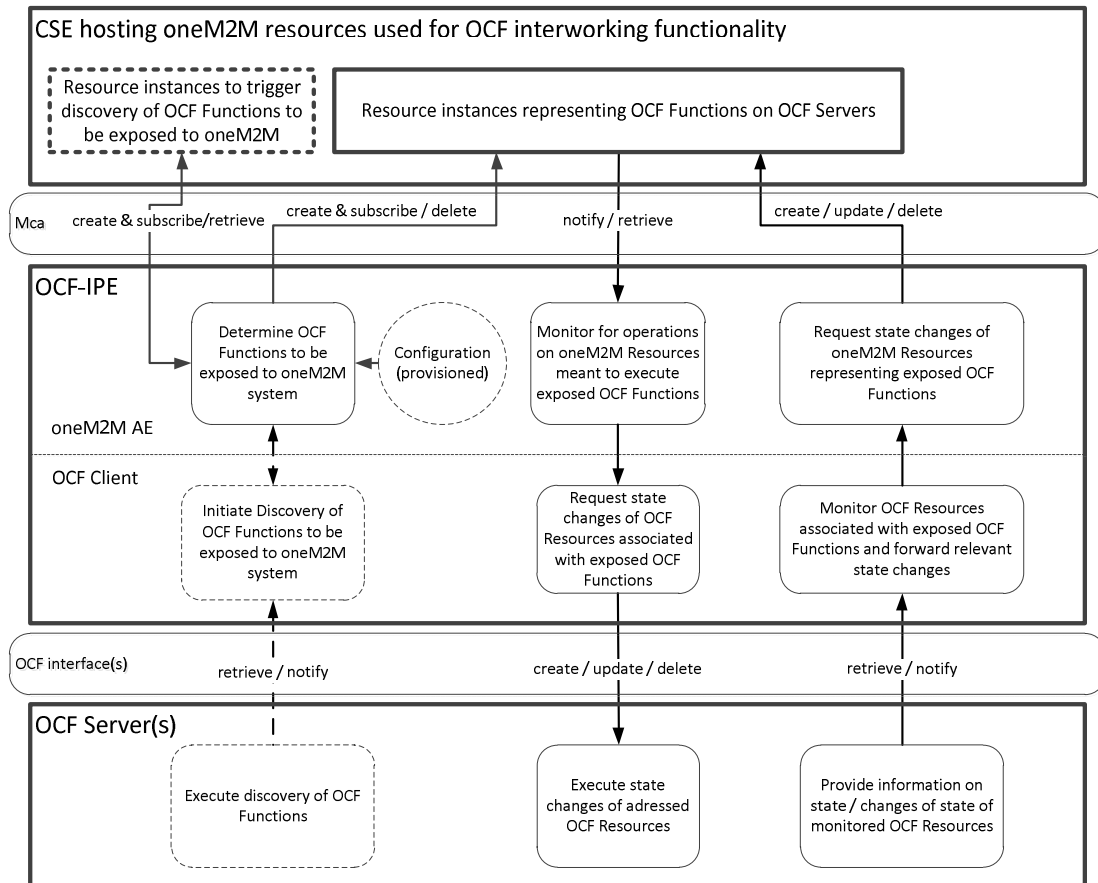 CSE hosting oneM2M resources used for OCF interworking functionality
Resource instances to trigger
discovery of OCF Functions to
be exposed to oneM2M
Resource instances representing OCF Functions on OCF Servers
Mca
create & subscribe/retrieve
create & subscribe / delete
notify / retrieve
create / update / delete
OCF-IPE
Determine OCF
Functions to be
exposed to oneM2M
system
Configuration
(provisioned)
Monitor for operations
on oneM2M Resources
meant to execute
exposed OCF Functions
Request state changes of
oneM2M Resources
representing exposed OCF
Functions
oneM2M AE
OCF Client
Initiate Discovery of
OCF Functions to be
exposed to oneM2M
system
Request state
changes of OCF
Resources associated
with exposed OCF
Functions
Monitor OCF Resources
associated with exposed OCF
Functions and forward relevant
state changes
OCF interface(s)
retrieve / notify
create / update / delete
retrieve / notify
OCF Server(s)
Execute discovery of OCF
Functions
Execute state
changes of adressed
OCF Resources
Provide information on
state / changes of state of
monitored OCF Resources